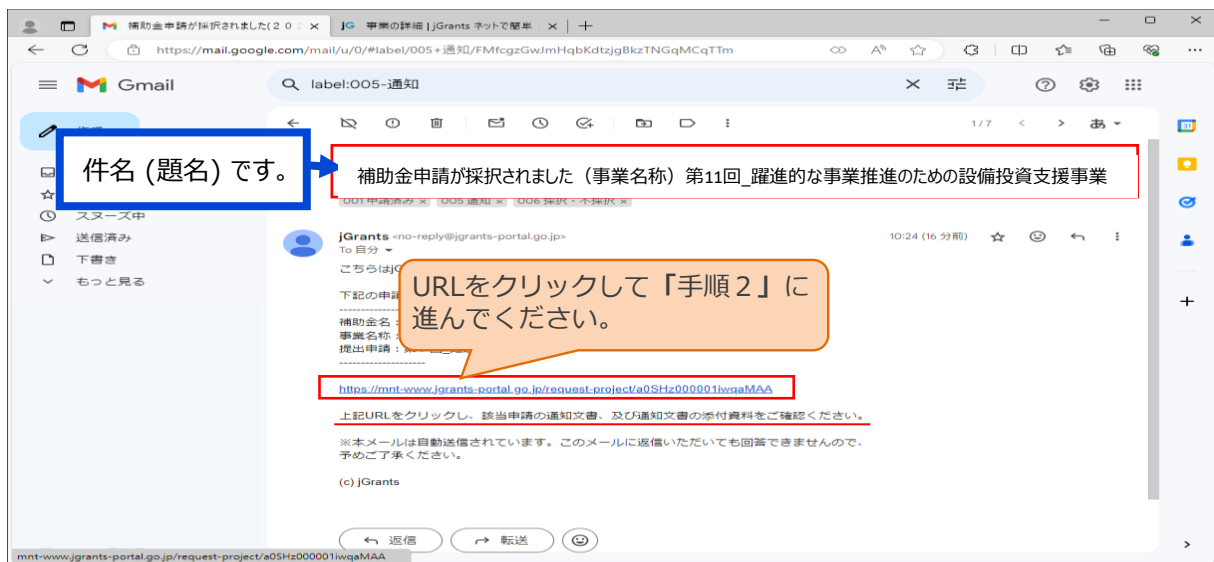 補助金申請が採択されました(２０
jG 事業の詳細 | jGrants ネットで簡単
https://mail.google.com/mail/u/0/#label/005+通知/FMfcgzGwJmHqbKdtzjgBkzTNGqMCqTTm
Gmail
label:005-通知
1/7
あ
31
件名 (題名) です。
補助金申請が採択されました（事業名称）第11回_躍進的な事業推進のための設備投資支援事業
001 申請済み × 005 通知 × 006 採択・不採択 ×
スヌーズ中
送信済み
下書き
もっと見る
jGrants <no-reply@jgrants-portal.go.jp>
10:24 (16 分前)
To 自分
こちらはjG
URLをクリックして「手順２」に
進んでください。
下記の申請
--------------------
補助金名：
事業名称：
提出申請：
--------------------
https://mnt-www.jgrants-portal.go.jp/request-project/a0SHz000001iwqaMAA
上記URLをクリックし、該当申請の通知文書、及び通知文書の添付資料をご確認ください。
※本メールは自動送信されています。このメールに返信いただいても回答できませんので、
予めご了承ください。
(c) jGrants
返信
転送
mnt-www.jgrants-portal.go.jp/request-project/a0SHz000001iwqaMAA